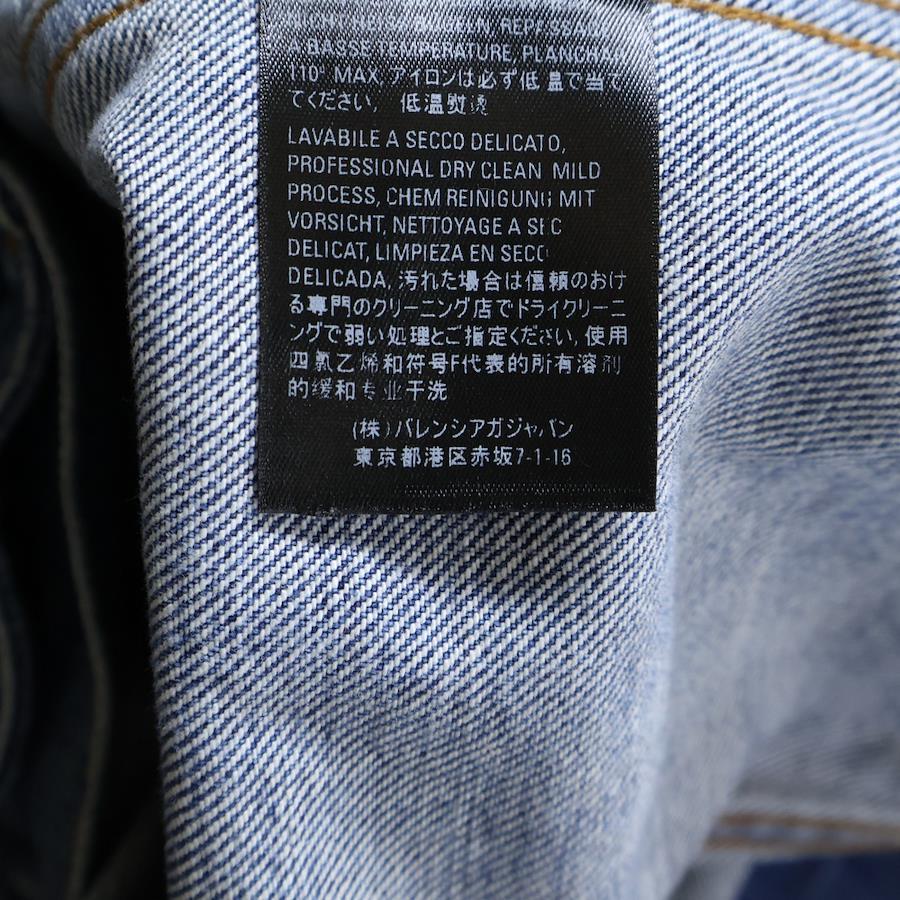 REPASSAGE
A BASSE TEMPERATURE, PLANCHA
110° MAX, アイロンは必ず低温で当て
てください, 低温熨烫
LAVABILE A SECCO DELICATO,
PROFESSIONAL DRY CLEAN MILD
PROCESS, CHEM REINIGUNG MIT
VORSICHT, NETTOYAGE A SEC
DELICAT, LIMPIEZA EN SECO
DELICADA, 汚れた場合は信頼のおけ
る専門のクリーニング店でドライクリーニ
ングで弱い処理とご指定ください, 使用
四氯乙烯和符号F代表的所有溶剂
的缓和专业干洗
(株)バレンシアガジャパン
東京都港区赤坂7-1-16